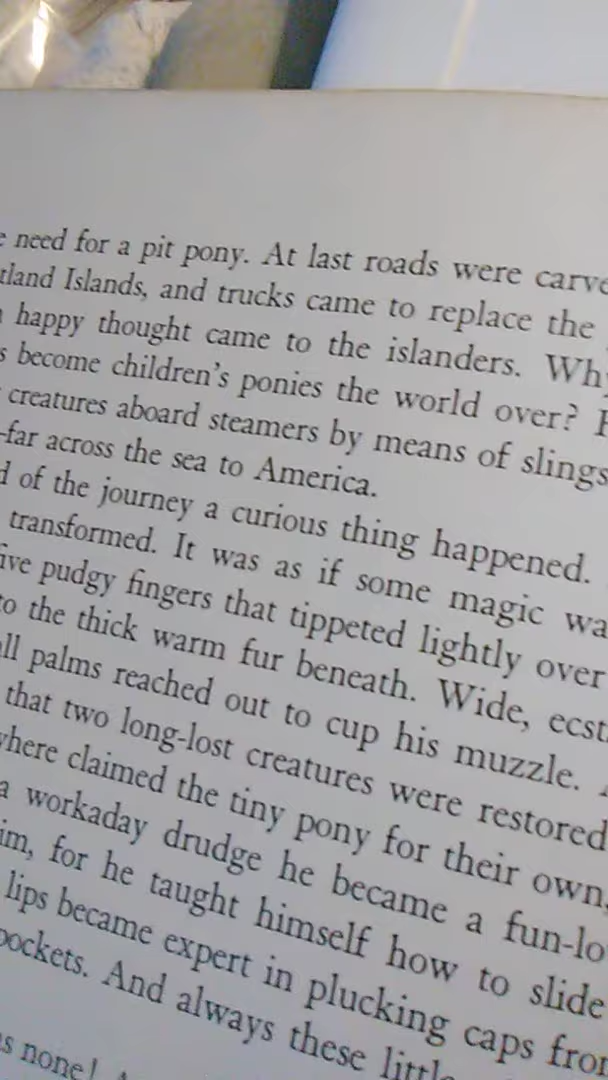 need for a pit pony. At last roads were carve
tland Islands, and trucks came to replace the
happy thought came to the islanders. Why
s become children's ponies the world over?
creatures aboard steamers by means of slings
-far across the sea to America.
d of the journey a curious thing happened.
transformed. It was as if some magic wa
ive pudgy fingers that tippeted lightly over
to the thick warm fur beneath. Wide, ecst
all palms reached out to cup his muzzle.
that two long-lost creatures were restored
where claimed the tiny pony for their own,
a workaday drudge he became a fun-lo
im, for he taught himself how to slide
lips became expert in plucking caps from
pockets. And always these little
s none!